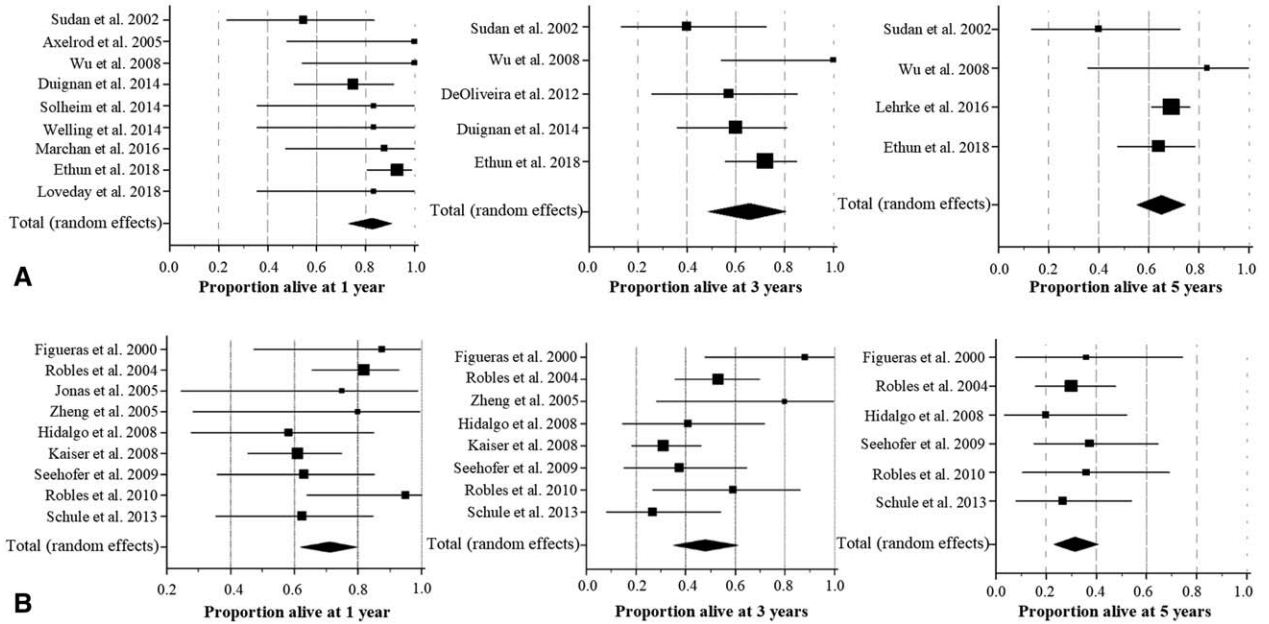 Sudan et al. 2002
Axelrod et al. 2005
Wu et al. 2008
Duignan et al. 2014
Solheim et al. 2014
Welling et al. 2014
Marchan et al. 2016
Ethun et al. 2018
Loveday et al. 2018
Total (random effects)
0.0 0.2 0.4 0.6 0.8 1.0
Proportion alive at 1 year
Sudan et al. 2002
Wu et al. 2008
DeOliveira et al. 2012
Duignan et al. 2014
Ethun et al. 2018
Total (random effects)
0.0 0.2 0.4 0.6 0.8 1.0
Proportion alive at 3 years
Sudan et al. 2002
Wu et al. 2008
Lehrke et al. 2016
Ethun et al. 2018
Total (random effects)
0.0 0.2 0.4 0.6 0.8 1.0
Proportion alive at 5 years
A
Figueras et al. 2000
Robles et al. 2004
Jonas et al. 2005
Zheng et al. 2005
Hidalgo et al. 2008
Kaiser et al. 2008
Seehofer et al. 2009
Robles et al. 2010
Schule et al. 2013
Total (random effects)
0.2 0.4 0.6 0.8 1.0
Proportion alive at 1 year
Figueras et al. 2000
Robles et al. 2004
Zheng et al. 2005
Hidalgo et al. 2008
Kaiser et al. 2008
Seehofer et al. 2009
Robles et al. 2010
Schule et al. 2013
Total (random effects)
0.0 0.2 0.4 0.6 0.8 1.0
Proportion alive at 3 years
Figueras et al. 2000
Robles et al. 2004
Hidalgo et al. 2008
Seehofer et al. 2009
Robles et al. 2010
Schule et al. 2013
Total (random effects)
0.0 0.2 0.4 0.6 0.8 1.0
Proportion alive at 5 years
B